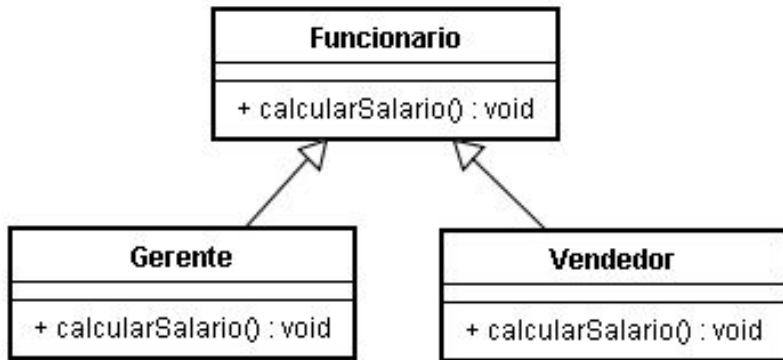 Funcionario
+ calcularSalario() : void
Gerente
+ calcularSalario() : void
Vendedor
+ calcularSalario() : void